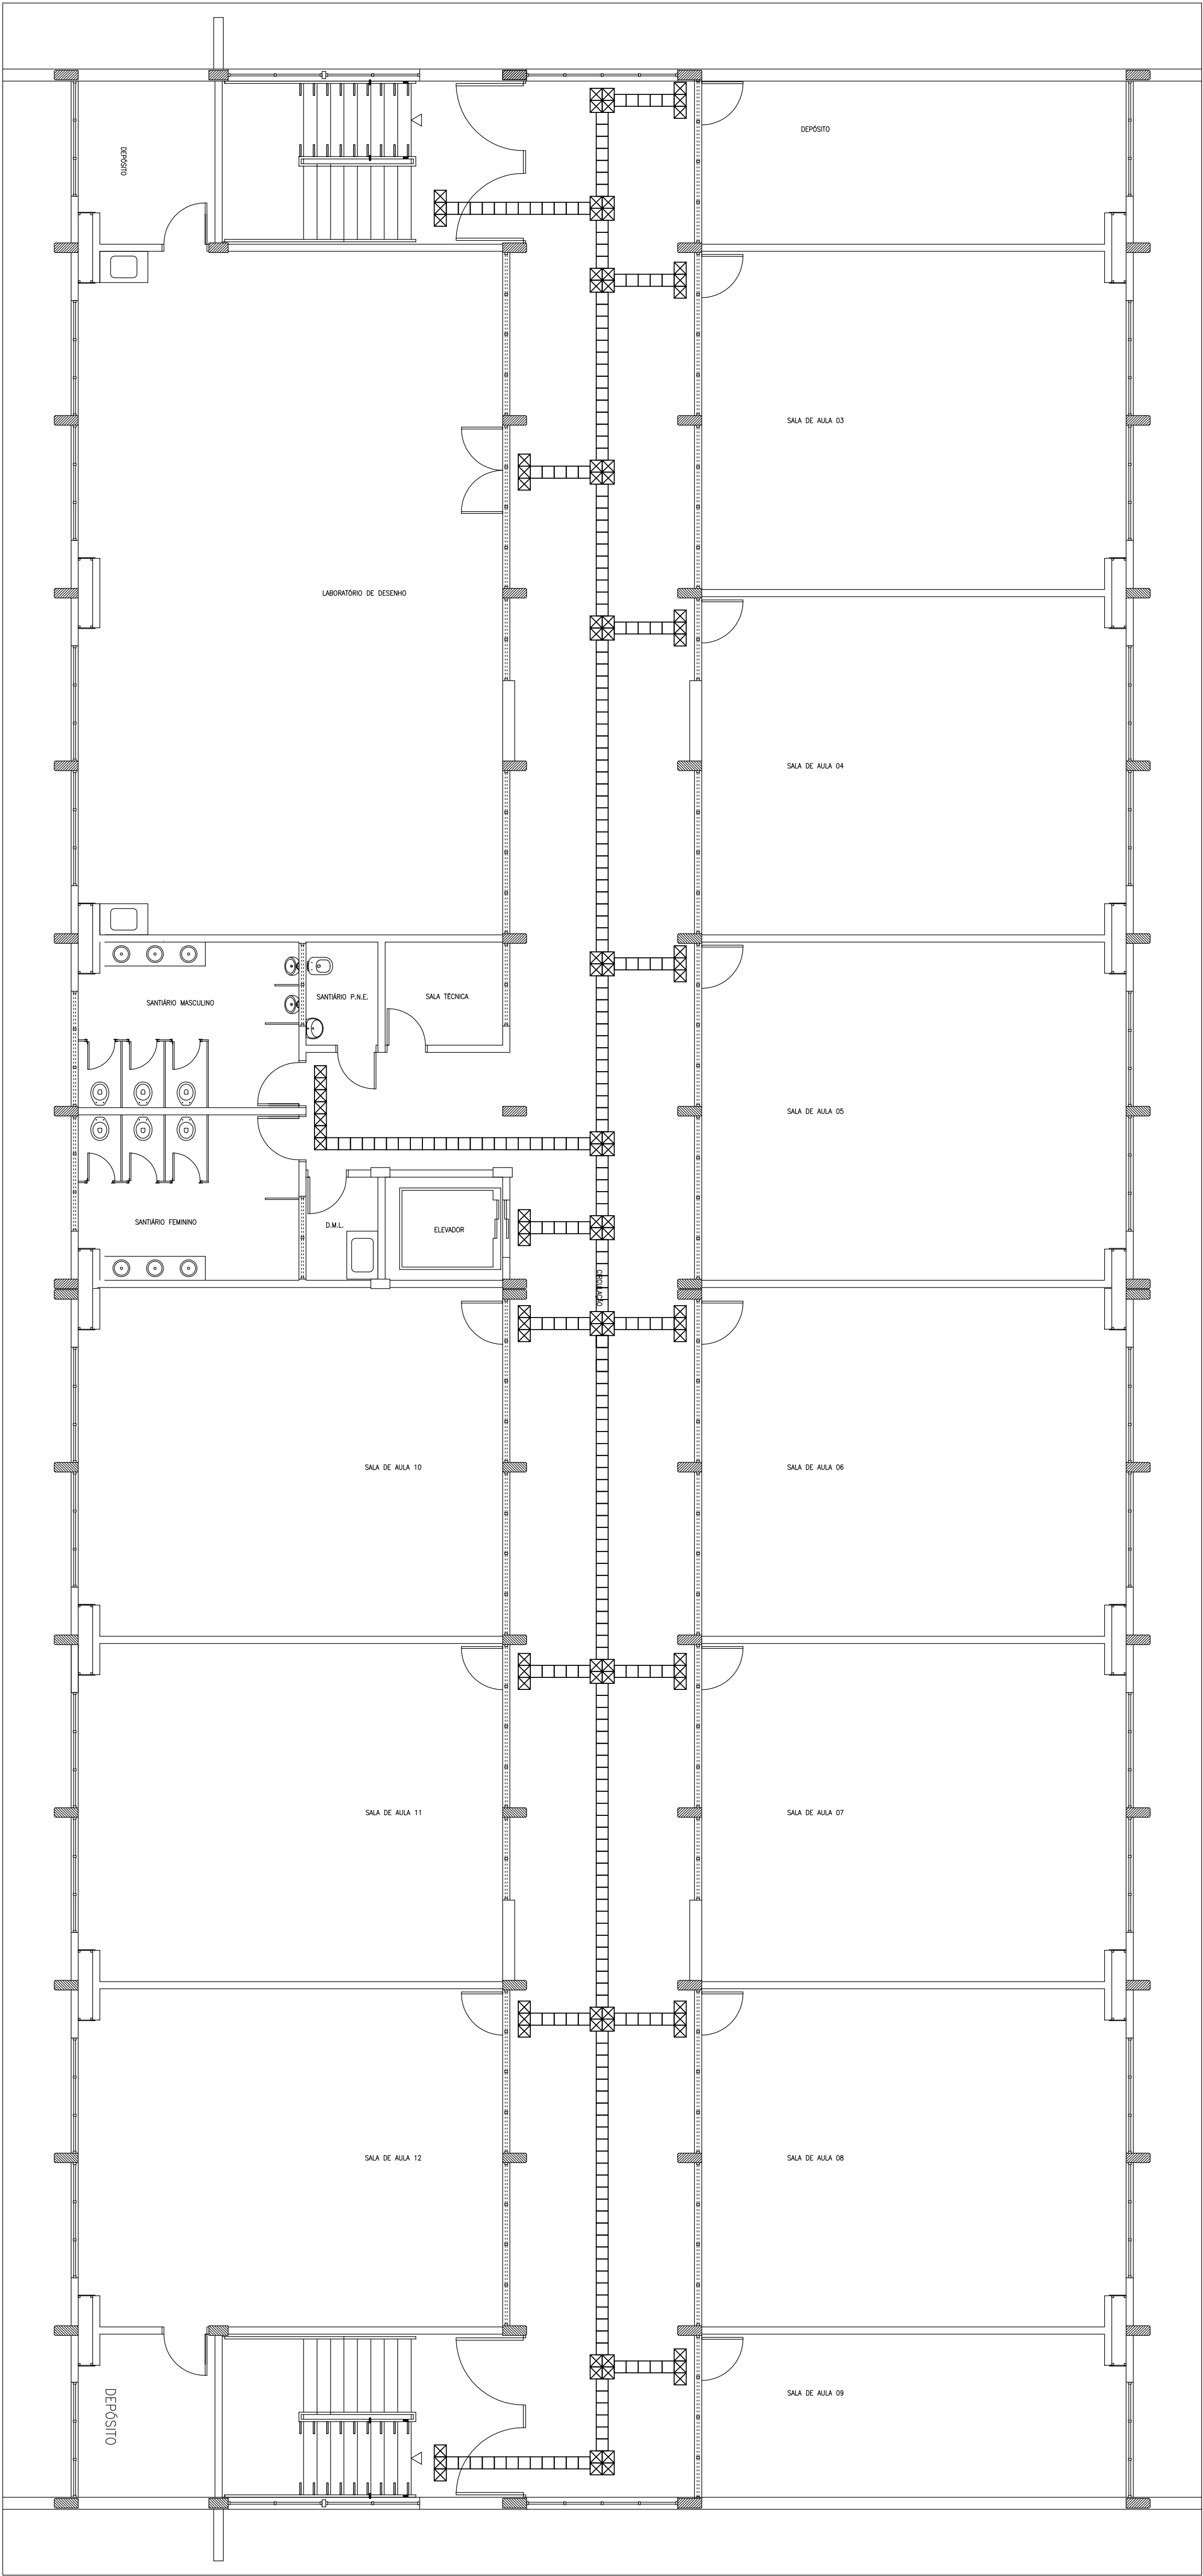 DEPÓSITO
DEPÓSITO
SALA DE AULA 03
LABORATÓRIO DE DESENHO
SALA DE AULA 04
SANTIÁRIO MASCULINO
SANTIÁRIO P.N.E.
SALA TÉCNICA
SALA DE AULA 05
SANTIÁRIO FEMININO
D.M.L.
ELEVADOR
CIRCULAÇÃO
SALA DE AULA 10
SALA DE AULA 06
SALA DE AULA 11
SALA DE AULA 07
SALA DE AULA 12
SALA DE AULA 08
DEPÓSITO
SALA DE AULA 09